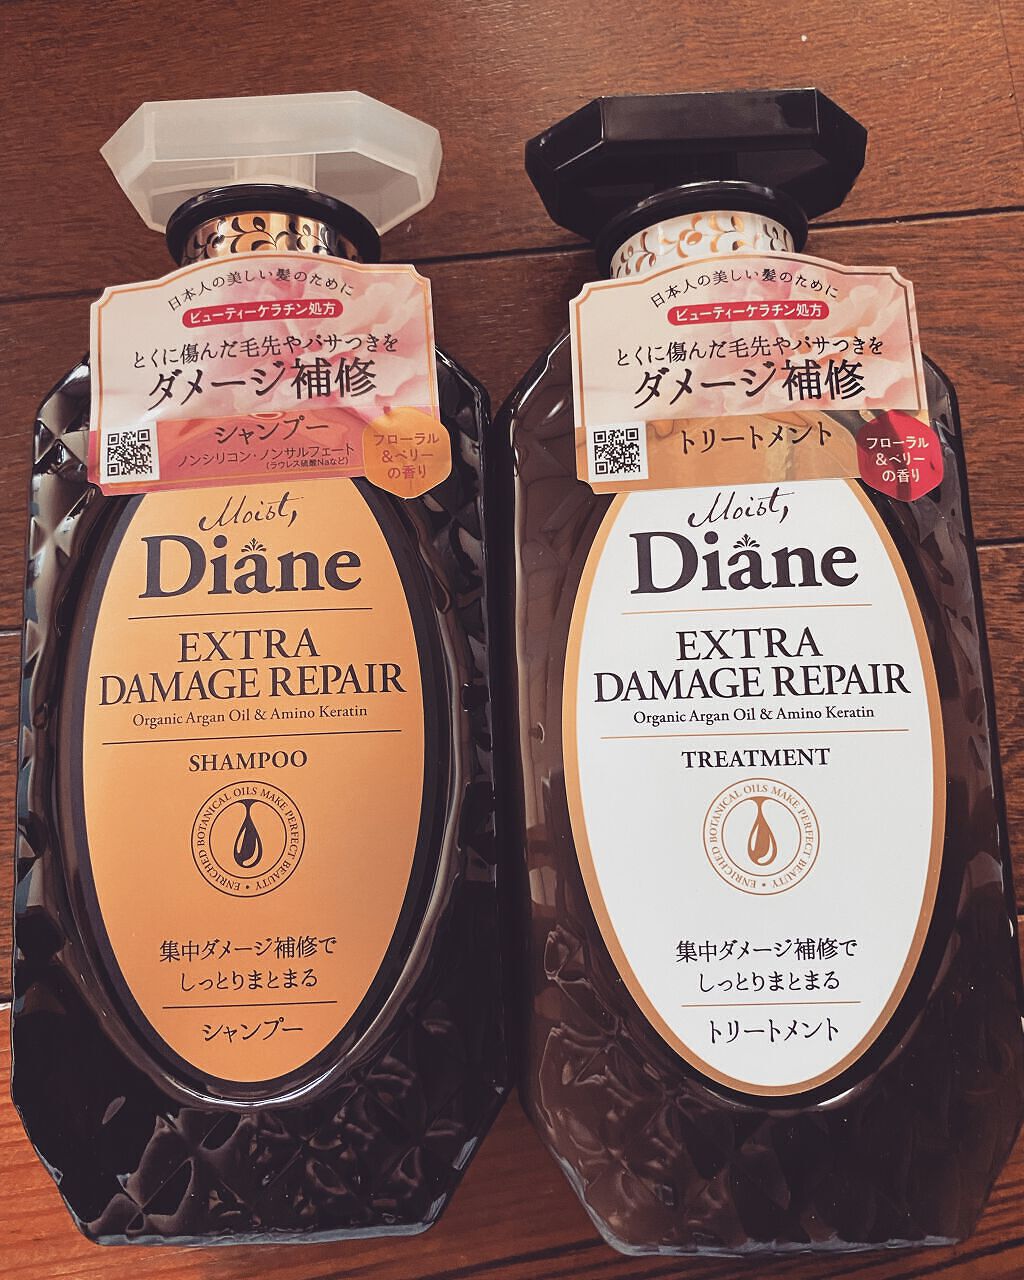 日本人の美しい髪のために
ビューティーケラチン処方
とくに傷んだ毛先やパサつきを
ダメージ補修
シャンプー
ノンシリコン・ノンサルフェート
(ラウレス硫酸Naなど)
フローラル
&ベリー
の香り
Moist,
Diane
EXTRA
DAMAGE REPAIR
Organic Argan Oil & Amino Keratin
SHAMPOO
ENRICHED BOTANICAL OILS MAKE PERFECT BEAUTY •
集中ダメージ補修で
しっとりまとまる
シャンプー
日本人の美しい髪のために
ビューティーケラチン処方
とくに傷んだ毛先やパサつきを
ダメージ補修
トリートメント
フローラル
&ベリー
の香り
Moist,
Diane
EXTRA
DAMAGE REPAIR
Organic Argan Oil & Amino Keratin
TREATMENT
ENRICHED BOTANICAL OILS MAKE PERFECT BEAUTY •
集中ダメージ補修で
しっとりまとまる
トリートメント